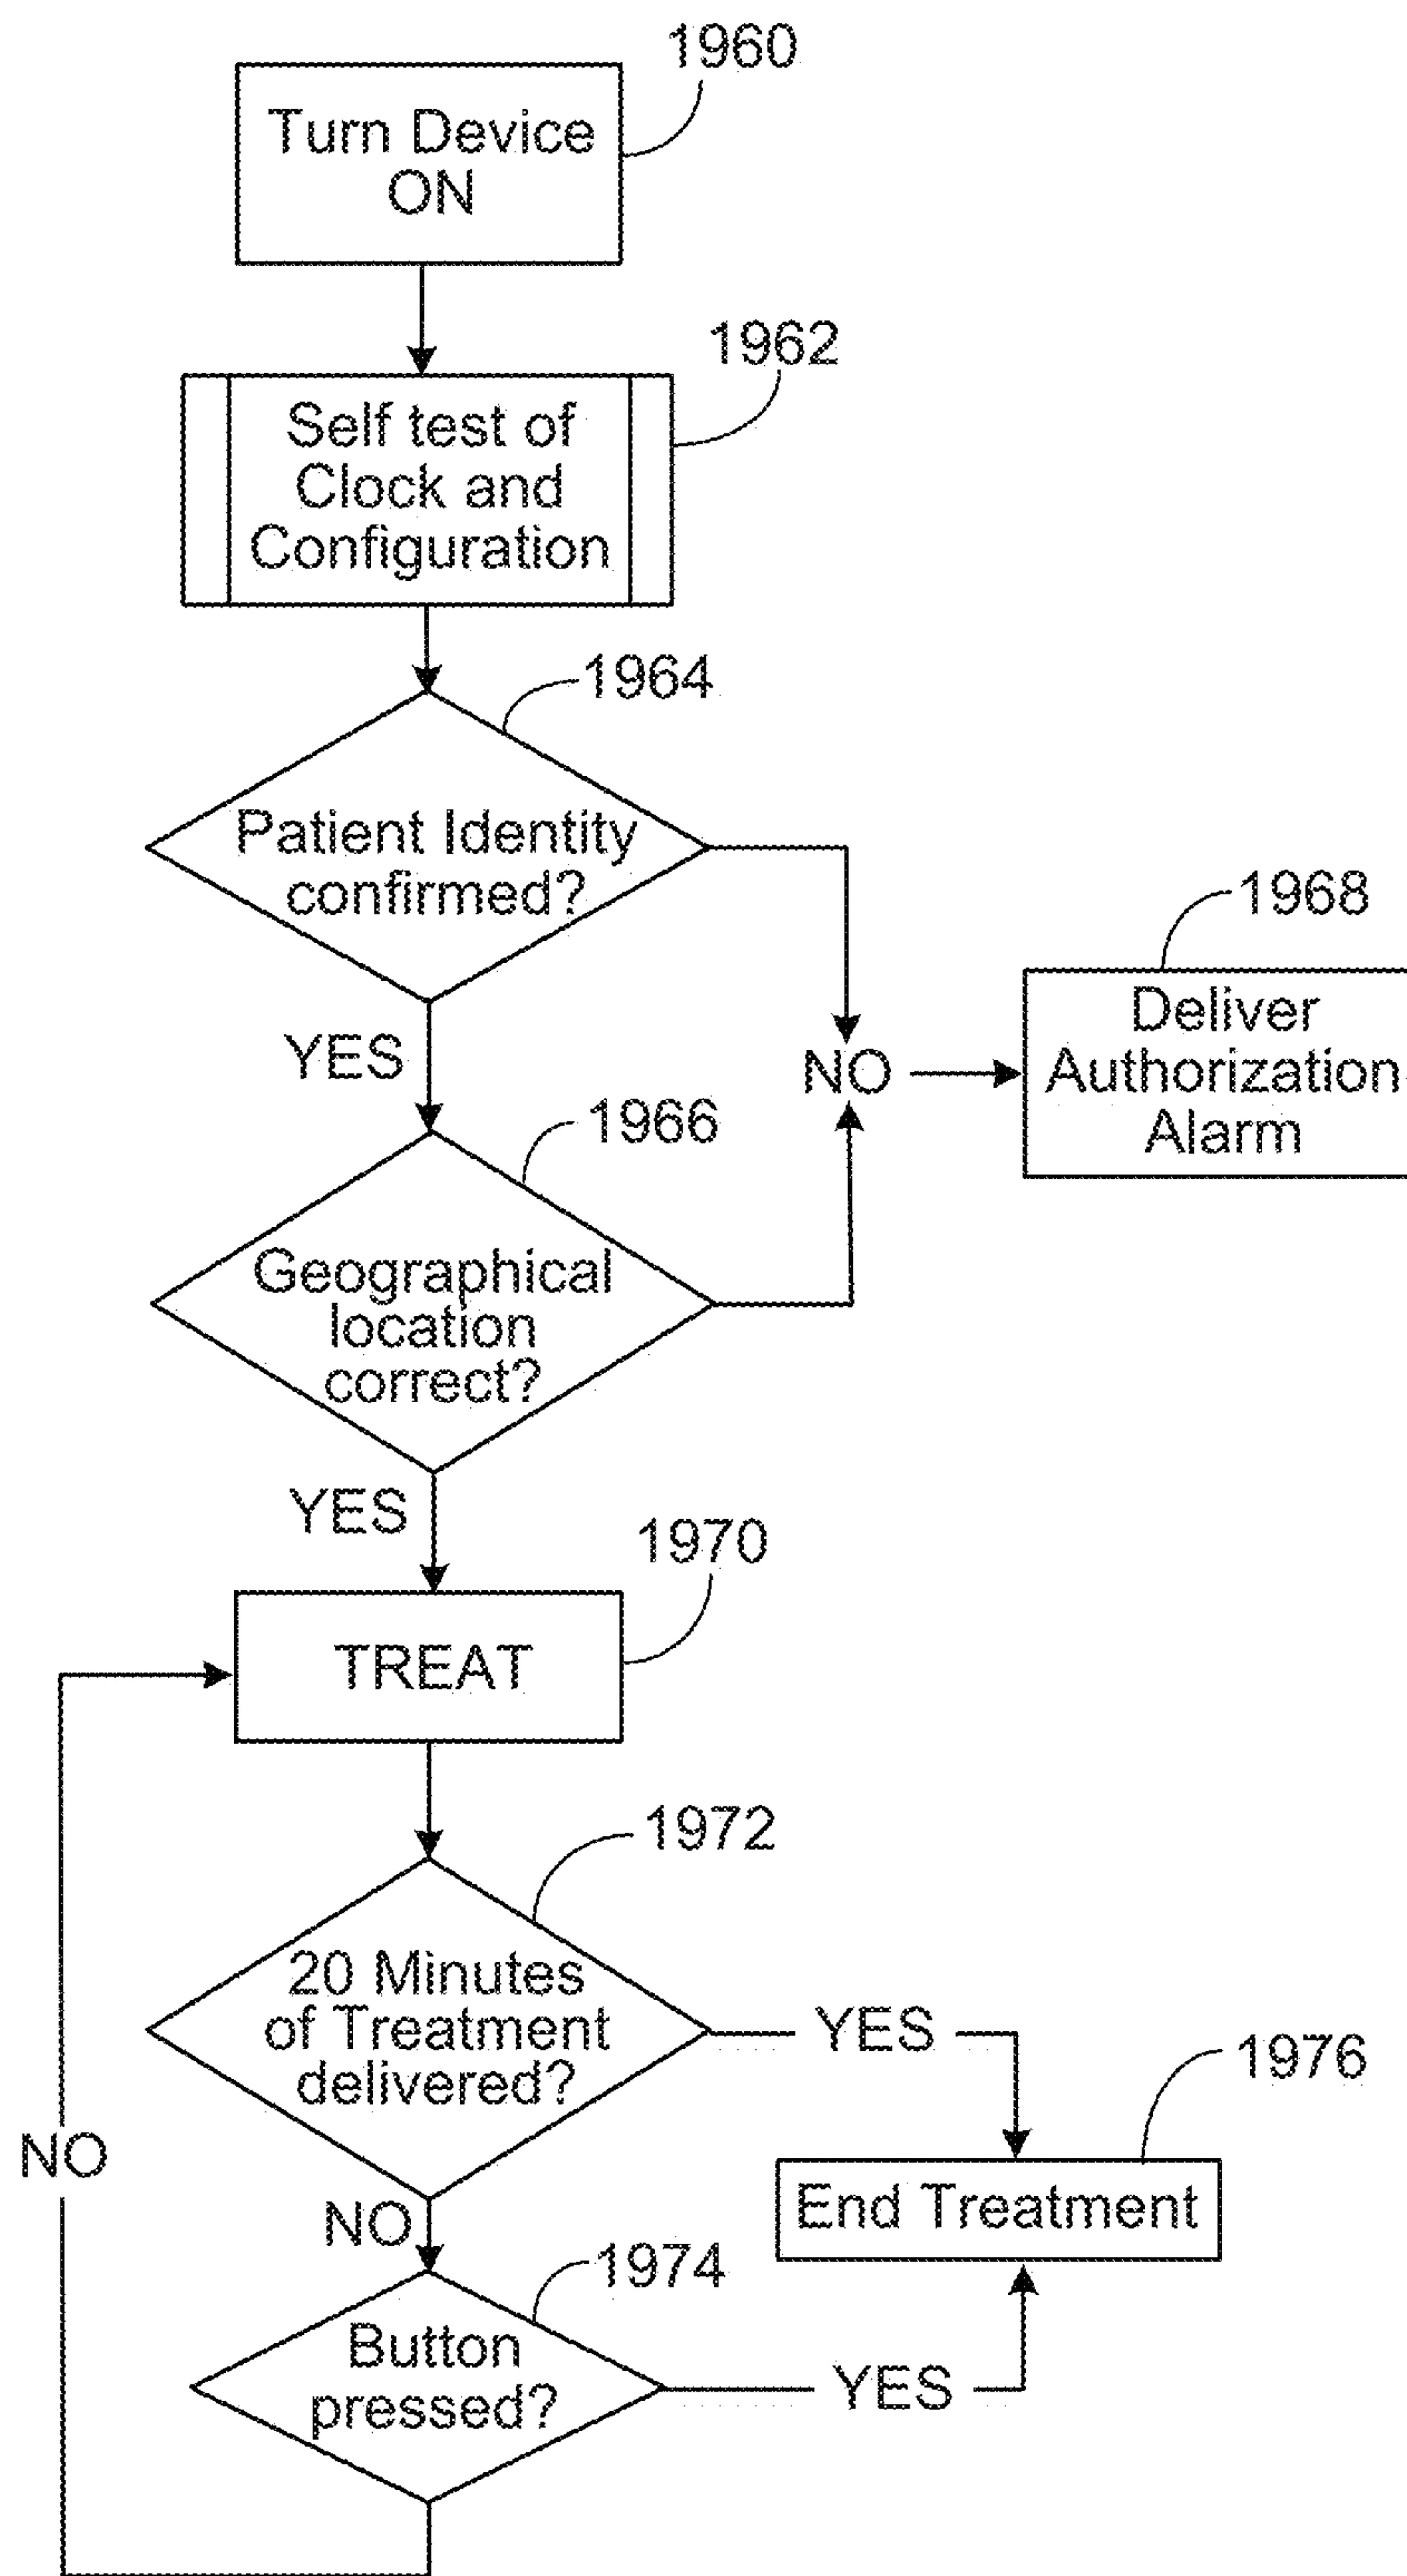 1960
Turn Device
ON
1962
Self test of
Clock and
Configuration
1964
Patient Identity
confirmed?
1968
Deliver
Authorization
Alarm
YES
NO
1966
Geographical
location
correct?
YES
1970
TREAT
1972
20 Minutes
of Treatment
delivered?
YES
1976
NO
End Treatment
NO
1974
Button
pressed?
YES